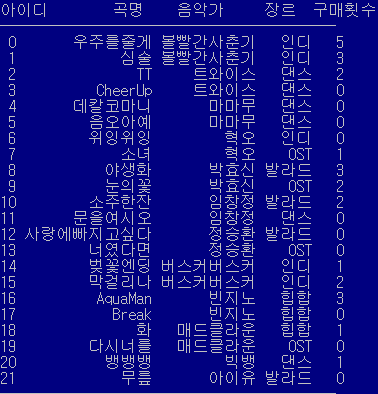 아이디 곡명 음악가 장르 구매횟수
0 우주를줄게 볼빨간사춘기 인디 5
1 심술 볼빨간사춘기 인디 3
2 TT 트와이스 댄스 2
3 CheerUp 트와이스 댄스 0
4 데칼코마니 마마무 댄스 0
5 음오아예 마마무 댄스 0
6 위잉위잉 혁오 인디 0
7 소녀 혁오 OST 1
8 야생화 박효신 발라드 3
9 눈의꽃 박효신 OST 2
10 소주한잔 임창정 발라드 2
11 문을여시오 임창정 댄스 0
12 사랑에빠지고싶다 정승환 발라드 0
13 너였다면 정승환 OST 0
14 벚꽃엔딩 버스커버스커 인디 1
15 막걸리나 버스커버스커 인디 2
16 AquaMan 빈지노 힙합 3
17 Break 빈지노 힙합 0
18 화 매드클라운 힙합 1
19 다시너를 매드클라운 OST 0
20 뱅뱅뱅 빅뱅 댄스 1
21 무릎 아이유 발라드 0